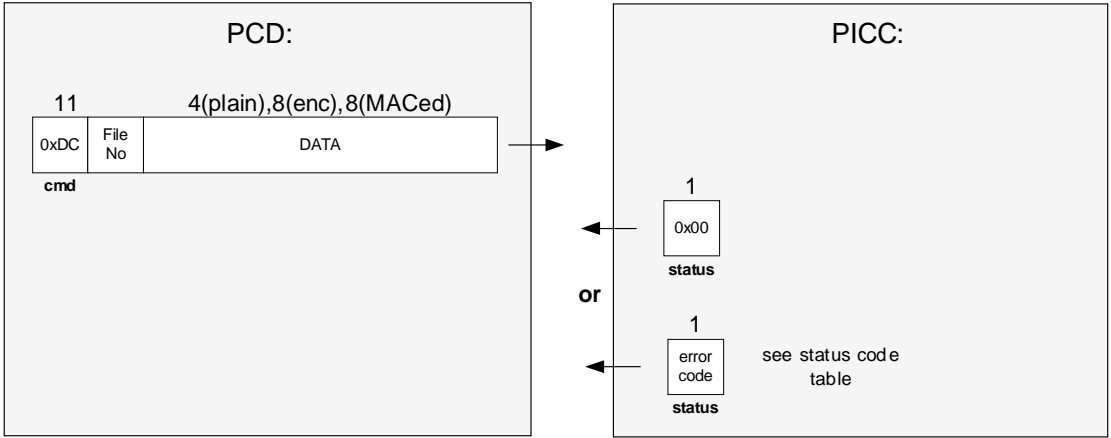 PCD:
PICC:
11
4(plain),8(enc),8(MACed)
0xDC
File
No
DATA
cmd
1
0x00
status
or
1
error
code
see status code
table
status